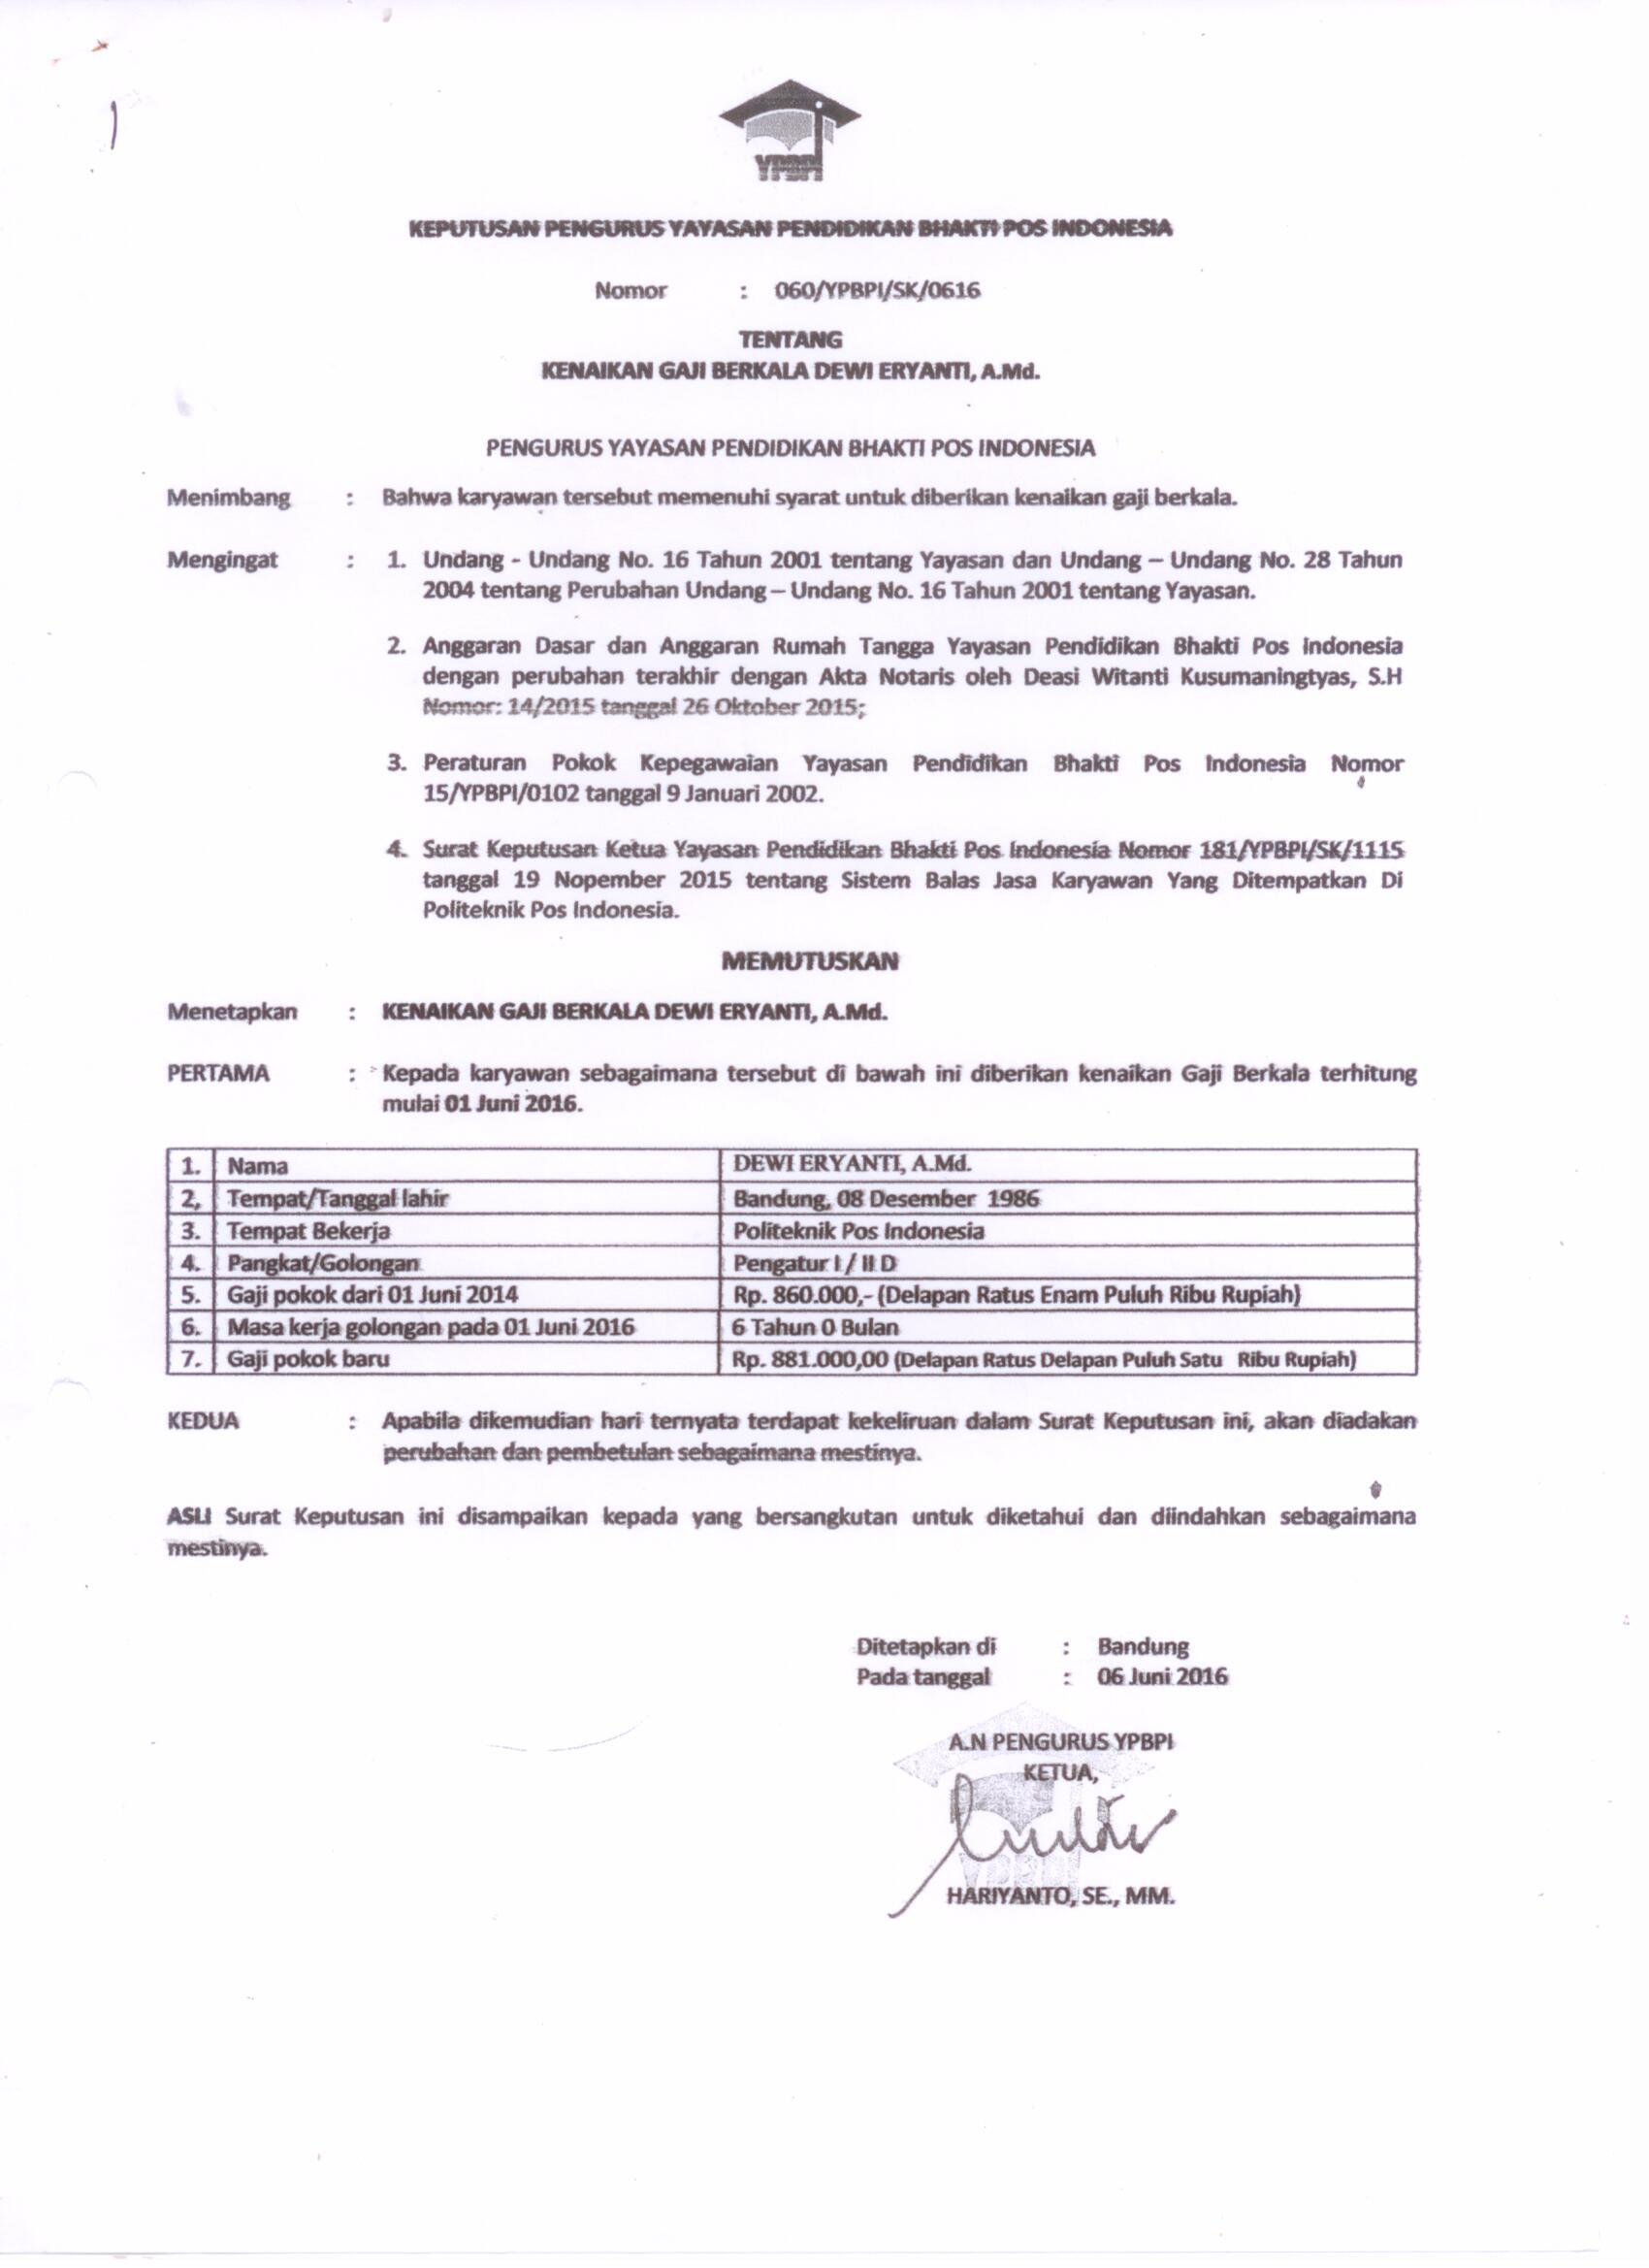 YPBPI
KEPUTUSAN PENGURUS YAYASAN PENDIDIKAN BHAKTI POS INDONESIA
Nomor : 060/YPBPI/SK/0616
TENTANG
KENAIKAN GAJI BERKALA DEWI ERYANTI, A.Md.
PENGURUS YAYASAN PENDIDIKAN BHAKTI POS INDONESIA
Menimbang : Bahwa karyawan tersebut memenuhi syarat untuk diberikan kenaikan gaji berkala.
Mengingat : 1. Undang - Undang No. 16 Tahun 2001 tentang Yayasan dan Undang – Undang No. 28 Tahun
2004 tentang Perubahan Undang – Undang No. 16 Tahun 2001 tentang Yayasan.
2. Anggaran Dasar dan Anggaran Rumah Tangga Yayasan Pendidikan Bhakti Pos Indonesia
dengan perubahan terakhir dengan Akta Notaris oleh Deasi Witanti Kusumaningtyas, S.H
Nomor: 14/2015 tanggal 26 Oktober 2015;
3. Peraturan Pokok Kepegawaian Yayasan Pendidikan Bhakti Pos Indonesia Nomor
15/YPBPI/0102 tanggal 9 Januari 2002.
4. Surat Keputusan Ketua Yayasan Pendidikan Bhakti Pos Indonesia Nomor 181/YPBPI/SK/1115
tanggal 19 Nopember 2015 tentang Sistem Balas Jasa Karyawan Yang Ditempatkan Di
Politeknik Pos Indonesia.
MEMUTUSKAN
Menetapkan : KENAIKAN GAJI BERKALA DEWI ERYANTI, A.Md.
PERTAMA : Kepada karyawan sebagaimana tersebut di bawah ini diberikan kenaikan Gaji Berkala terhitung
mulai 01 Juni 2016.
1. Nama DEWI ERYANTI, A.Md.
2, Tempat/Tanggal lahir Bandung, 08 Desember 1986
3. Tempat Bekerja Politeknik Pos Indonesia
4. Pangkat/Golongan Pengatur I / II D
5. Gaji pokok dari 01 Juni 2014 Rp. 860.000,- (Delapan Ratus Enam Puluh Ribu Rupiah)
6. Masa kerja golongan pada 01 Juni 2016 6 Tahun 0 Bulan
7. Gaji pokok baru Rp. 881.000,00 (Delapan Ratus Delapan Puluh Satu Ribu Rupiah)
KEDUA : Apabila dikemudian hari ternyata terdapat kekeliruan dalam Surat Keputusan ini, akan diadakan
perubahan dan pembetulan sebagaimana mestinya.
ASLI Surat Keputusan ini disampaikan kepada yang bersangkutan untuk diketahui dan diindahkan sebagaimana
mestinya.
Ditetapkan di : Bandung
Pada tanggal : 06 Juni 2016
A.N PENGURUS YPBPI
KETUA,
YPBPI
HARIYANTO, SE., MM.